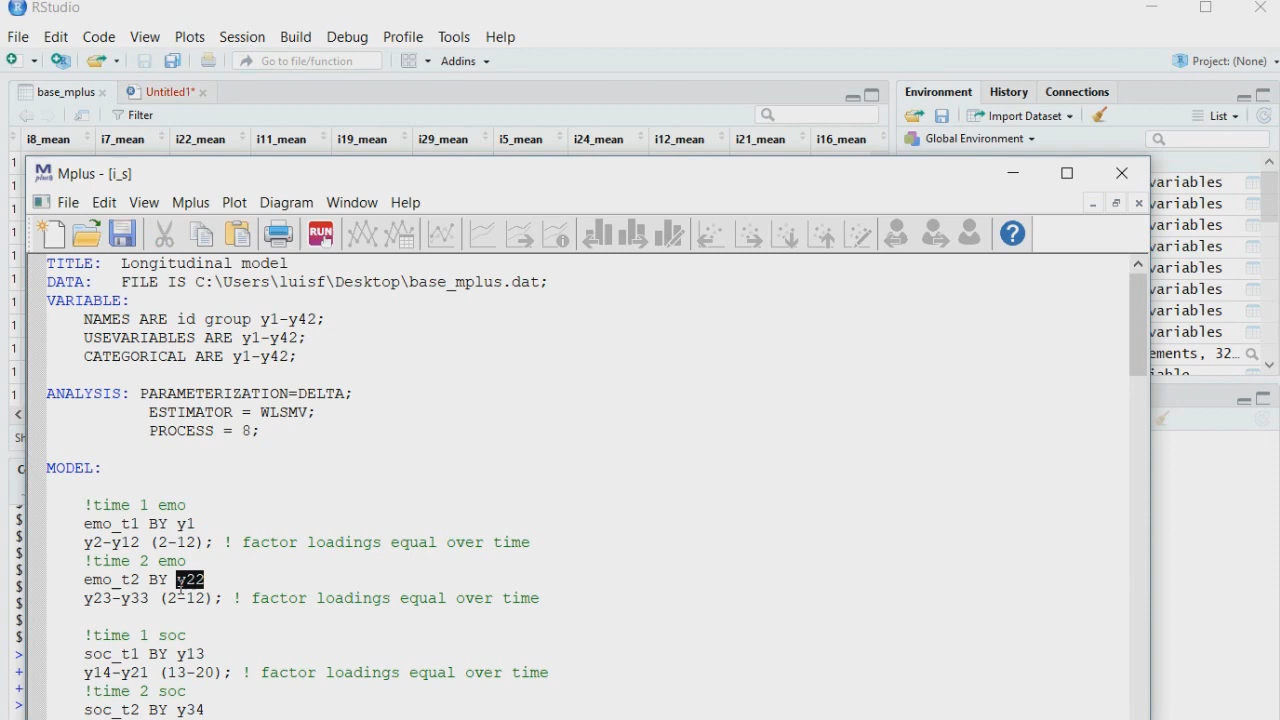 RStudio
File Edit Code View Plots Session Build Debug Profile Tools Help
Go to file/function Addins Project: (None)
base_mplus Untitled1* Environment History Connections
Filter Import Dataset List
i8_mean i7_mean i22_mean i11_mean i19_mean i29_mean i5_mean i24_mean i12_mean i21_mean i16_mean Global Environment
Mplus - [i_s]
File Edit View Mplus Plot Diagram Window Help
RUN
TITLE: Longitudinal model
DATA: FILE IS C:\Users\luisf\Desktop\base_mplus.dat;
VARIABLE:
NAMES ARE id group y1-y42;
USEVARIABLES ARE y1-y42;
CATEGORICAL ARE y1-y42;
ANALYSIS: PARAMETERIZATION=DELTA;
ESTIMATOR = WLSMV;
PROCESS = 8;
MODEL:
!time 1 emo
emo_t1 BY y1
y2-y12 (2-12); ! factor loadings equal over time
!time 2 emo
emo_t2 BY y22
y23-y33 (2-12); ! factor loadings equal over time
!time 1 soc
soc_t1 BY y13
y14-y21 (13-20); ! factor loadings equal over time
!time 2 soc
soc_t2 BY y34
variables
variables
variables
variables
variables
variables
variables
variables
ements, 32...